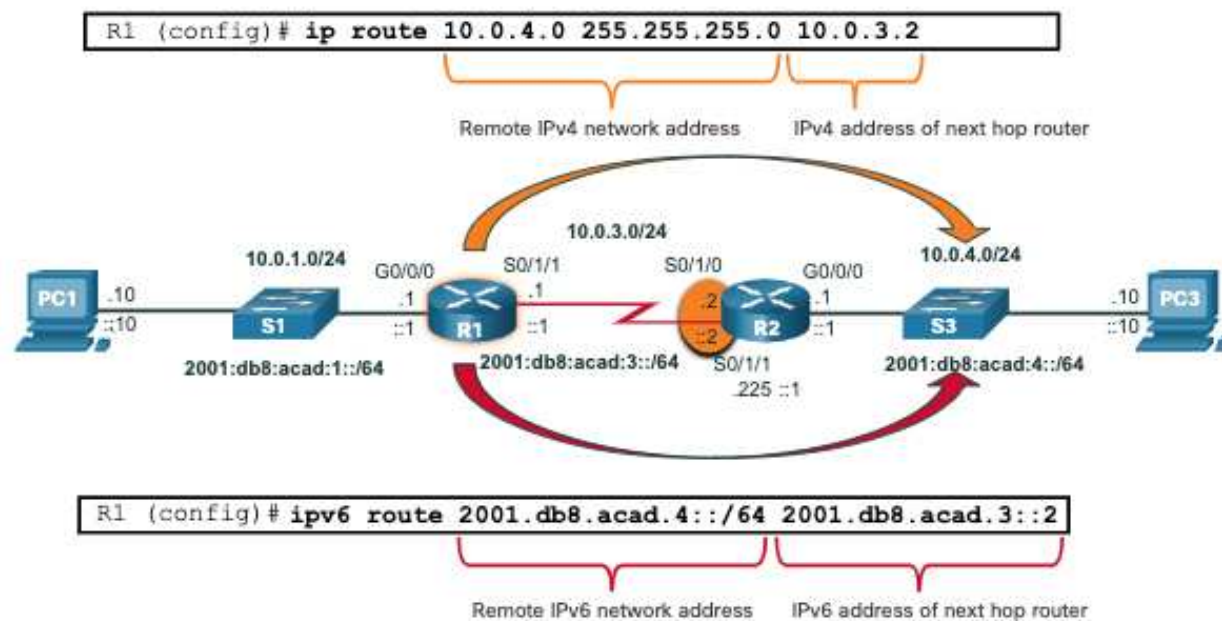 R1 (config)# ip route 10.0.4.0 255.255.255.0 10.0.3.2
Remote IPv4 network address IPv4 address of next hop router
10.0.3.0/24
10.0.1.0/24 10.0.4.0/24
G0/0/0 S0/1/1 S0/1/0 G0/0/0
PC1 .10 .1 .1 .2 .1 .10 PC3
::10 S1 ::1 R1 ::1 ::2 R2 ::1 S3 ::10
2001:db8:acad:1::/64 2001:db8:acad:3::/64 S0/1/1 2001:db8:acad:4::/64
.225 ::1
R1 (config)# ipv6 route 2001.db8.acad.4::/64 2001.db8.acad.3::2
Remote IPv6 network address IPv6 address of next hop router